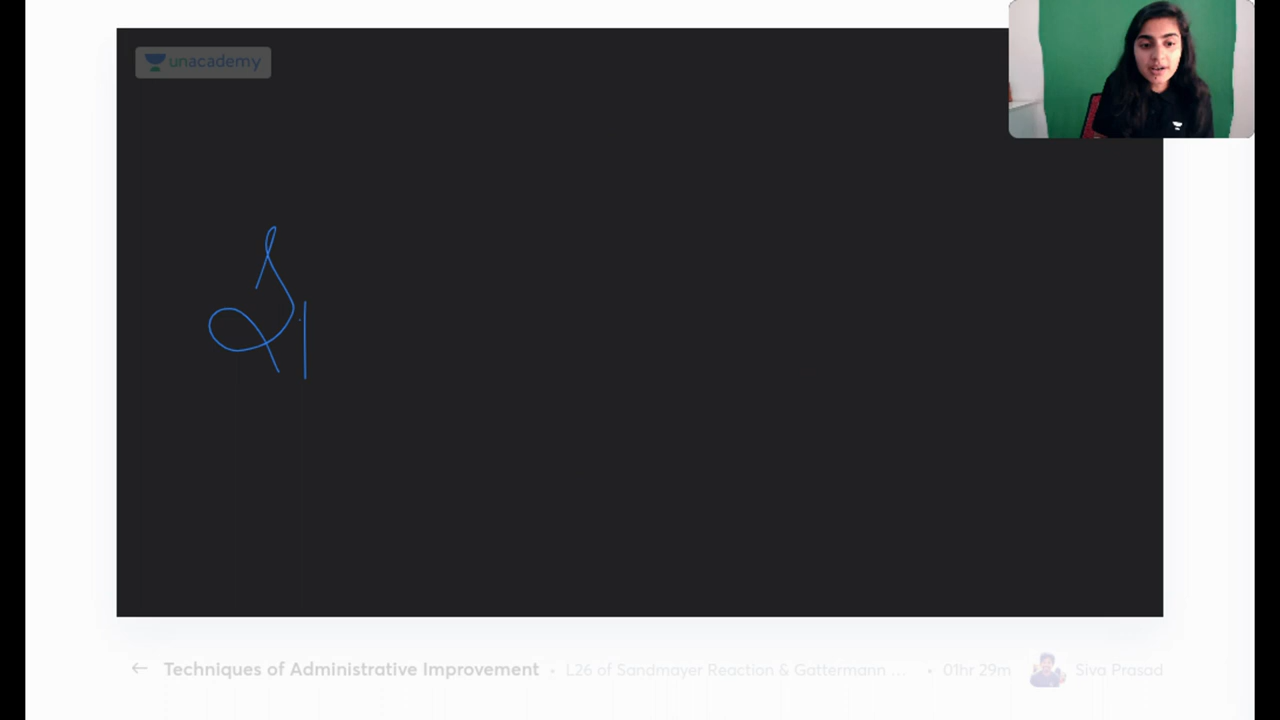 unacademy
Techniques of Administrative Improvement • L26 of Sandmayer Reaction & Gattermann ... • 01hr 29m Siva Prasad